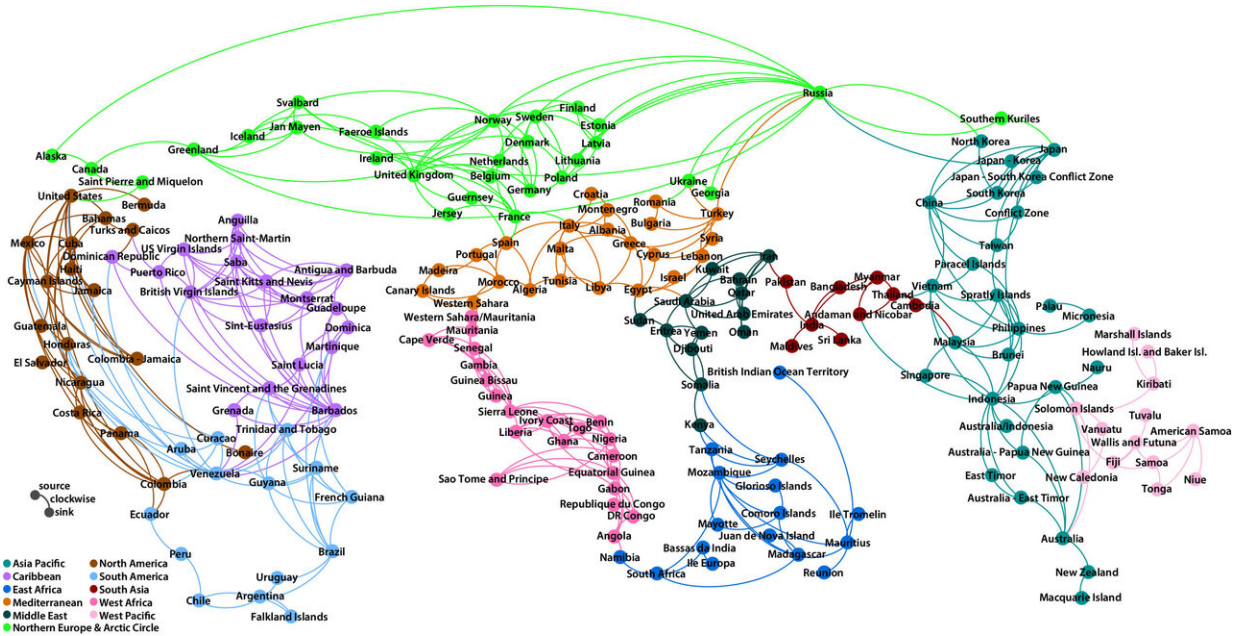 Russia
Svalbard
Finland
Norway
Sweden
Southern Kuriles
Jan Mayen
Estonia
Iceland
Faeroe Islands
Denmark
Latvia
North Korea
Alaska
Greenland
Ireland
Netherlands
Lithuania
Japan
Canada
United Kingdom
Belgium
Poland
Japan - Korea
Saint Pierre and Miquelon
Germany
Ukraine
Japan - South Korea Conflict Zone
United States
Guernsey
Croatia
Georgia
South Korea
Bermuda
Jersey
France
Montenegro
Romania
Turkey
China
Conflict Zone
Bahamas
Anguilla
Italy
Albania
Bulgaria
Turks and Caicos
Northern Saint-Martin
Spain
Malta
Greece
Syria
Taiwan
Mexico
Cuba
US Virgin Islands
Portugal
Cyprus
Lebanon
Iran
Dominican Republic
Saba
Kuwait
Paracel Islands
Haiti
Puerto Rico
Antigua and Barbuda
Madeira
Morocco
Tunisia
Israel
Bahrain
Pakistan
Myanmar
Cayman Islands
Saint Kitts and Nevis
Canary Islands
Algeria
Libya
Egypt
Qatar
Bangladesh
Vietnam
Jamaica
British Virgin Islands
Montserrat
Western Sahara
Saudi Arabia
Thailand
Spratly Islands
Guadeloupe
Western Sahara/Mauritania
United Arab Emirates
Andaman and Nicobar
Cambodia
Palau
Guatemala
Sint-Eustasius
Dominica
Mauritania
Sudan
Eritrea
Yemen
Oman
India
Philippines
Micronesia
Honduras
Martinique
Cape Verde
Senegal
Djibouti
Maldives
Sri Lanka
Malaysia
Marshall Islands
El Salvador
Colombia - Jamaica
Saint Lucia
Gambia
British Indian Ocean Territory
Singapore
Brunei
Howland Isl. and Baker Isl.
Nicaragua
Guinea Bissau
Somalia
Nauru
Saint Vincent and the Grenadines
Guinea
Indonesia
Papua New Guinea
Kiribati
Costa Rica
Grenada
Barbados
Sierra Leone
Solomon Islands
Panama
Trinidad and Tobago
Liberia
Ivory Coast
Togo
Benin
Kenya
Australia/Indonesia
Vanuatu
Tuvalu
American Samoa
Curacao
Ghana
Nigeria
Tanzania
Wallis and Futuna
Aruba
Bonaire
Cameroon
Seychelles
Australia - Papua New Guinea
Fiji
Samoa
Venezuela
Suriname
Equatorial Guinea
Mozambique
East Timor
New Caledonia
Niue
Colombia
Guyana
Sao Tome and Principe
Gabon
Glorioso Islands
Tonga
source
clockwise
sink
French Guiana
Republique du Congo
Australia - East Timor
Ecuador
DR Congo
Mayotte
Comoro Islands
Ile Tromelin
Angola
Juan de Nova Island
Australia
Peru
Brazil
Namibia
Bassas da India
Madagascar
Mauritius
Ile Europa
South Africa
Reunion
New Zealand
Uruguay
Chile
Argentina
Macquarie Island
Falkland Islands
Asia Pacific
North America
Caribbean
South America
East Africa
South Asia
Mediterranean
West Africa
Middle East
West Pacific
Northern Europe & Arctic Circle